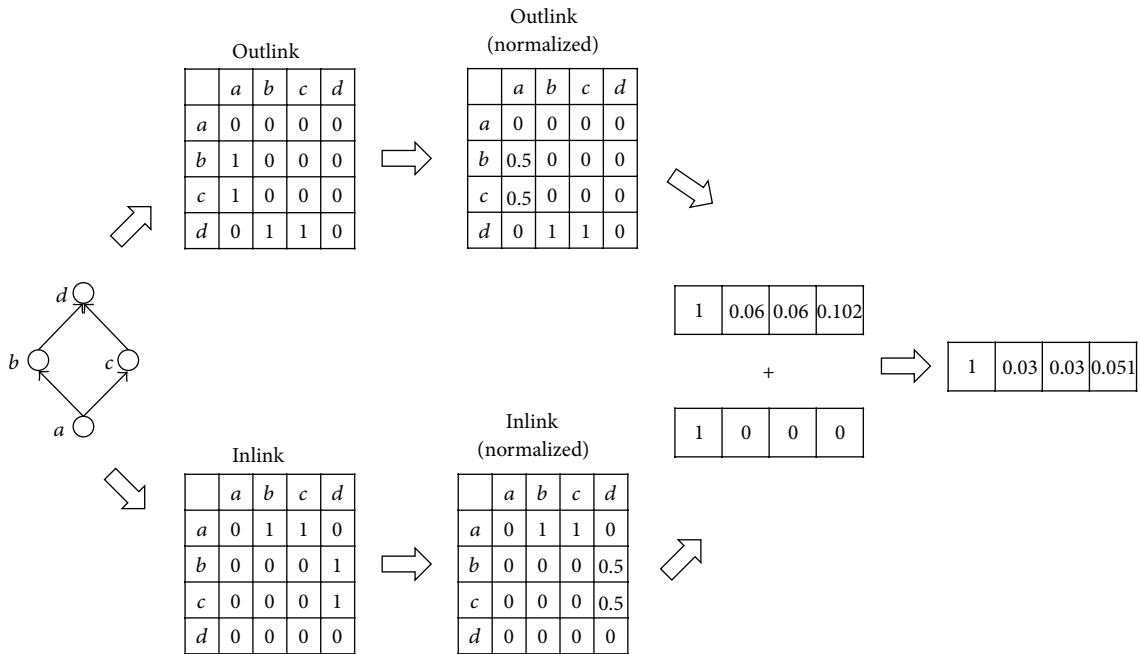 Outlink
a b c d
a 0 0 0 0
b 1 0 0 0
c 1 0 0 0
d 0 1 1 0
Outlink
(normalized)
a b c d
a 0 0 0 0
b 0.5 0 0 0
c 0.5 0 0 0
d 0 1 1 0
d
b
c
a
1 0.06 0.06 0.102
+
1 0 0 0
1 0.03 0.03 0.051
Inlink
a b c d
a 0 1 1 0
b 0 0 0 1
c 0 0 0 1
d 0 0 0 0
Inlink
(normalized)
a b c d
a 0 1 1 0
b 0 0 0 0.5
c 0 0 0 0.5
d 0 0 0 0